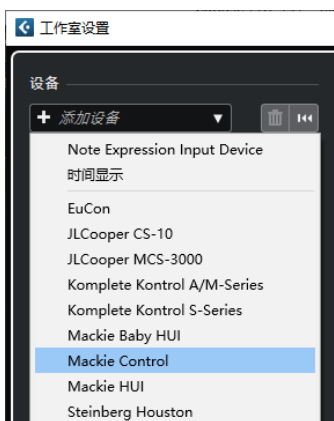 工作室设置
设备
添加设备
Note Expression Input Device
时间显示
EuCon
JLCooper CS-10
JLCooper MCS-3000
Komplete Kontrol A/M-Series
Komplete Kontrol S-Series
Mackie Baby HUI
Mackie Control
Mackie HUI
Steinberg Houston